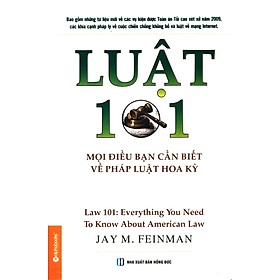 Bao gồm những tư liệu mới về các vụ kiện được Toàn án Tối cao xét xử năm 2009,
các khía cạnh pháp lý về cuộc chiến chống khủng bố và luật về mạng Internet.
LUẬT
101
MỌI ĐIỀU BẠN CẦN BIẾT
VỀ PHÁP LUẬT HOA KỲ
Law 101: Everything You Need
To Know About American Law
JAY M. FEINMAN
NHÀ XUẤT BẢN HỒNG ĐỨC
alphabooks